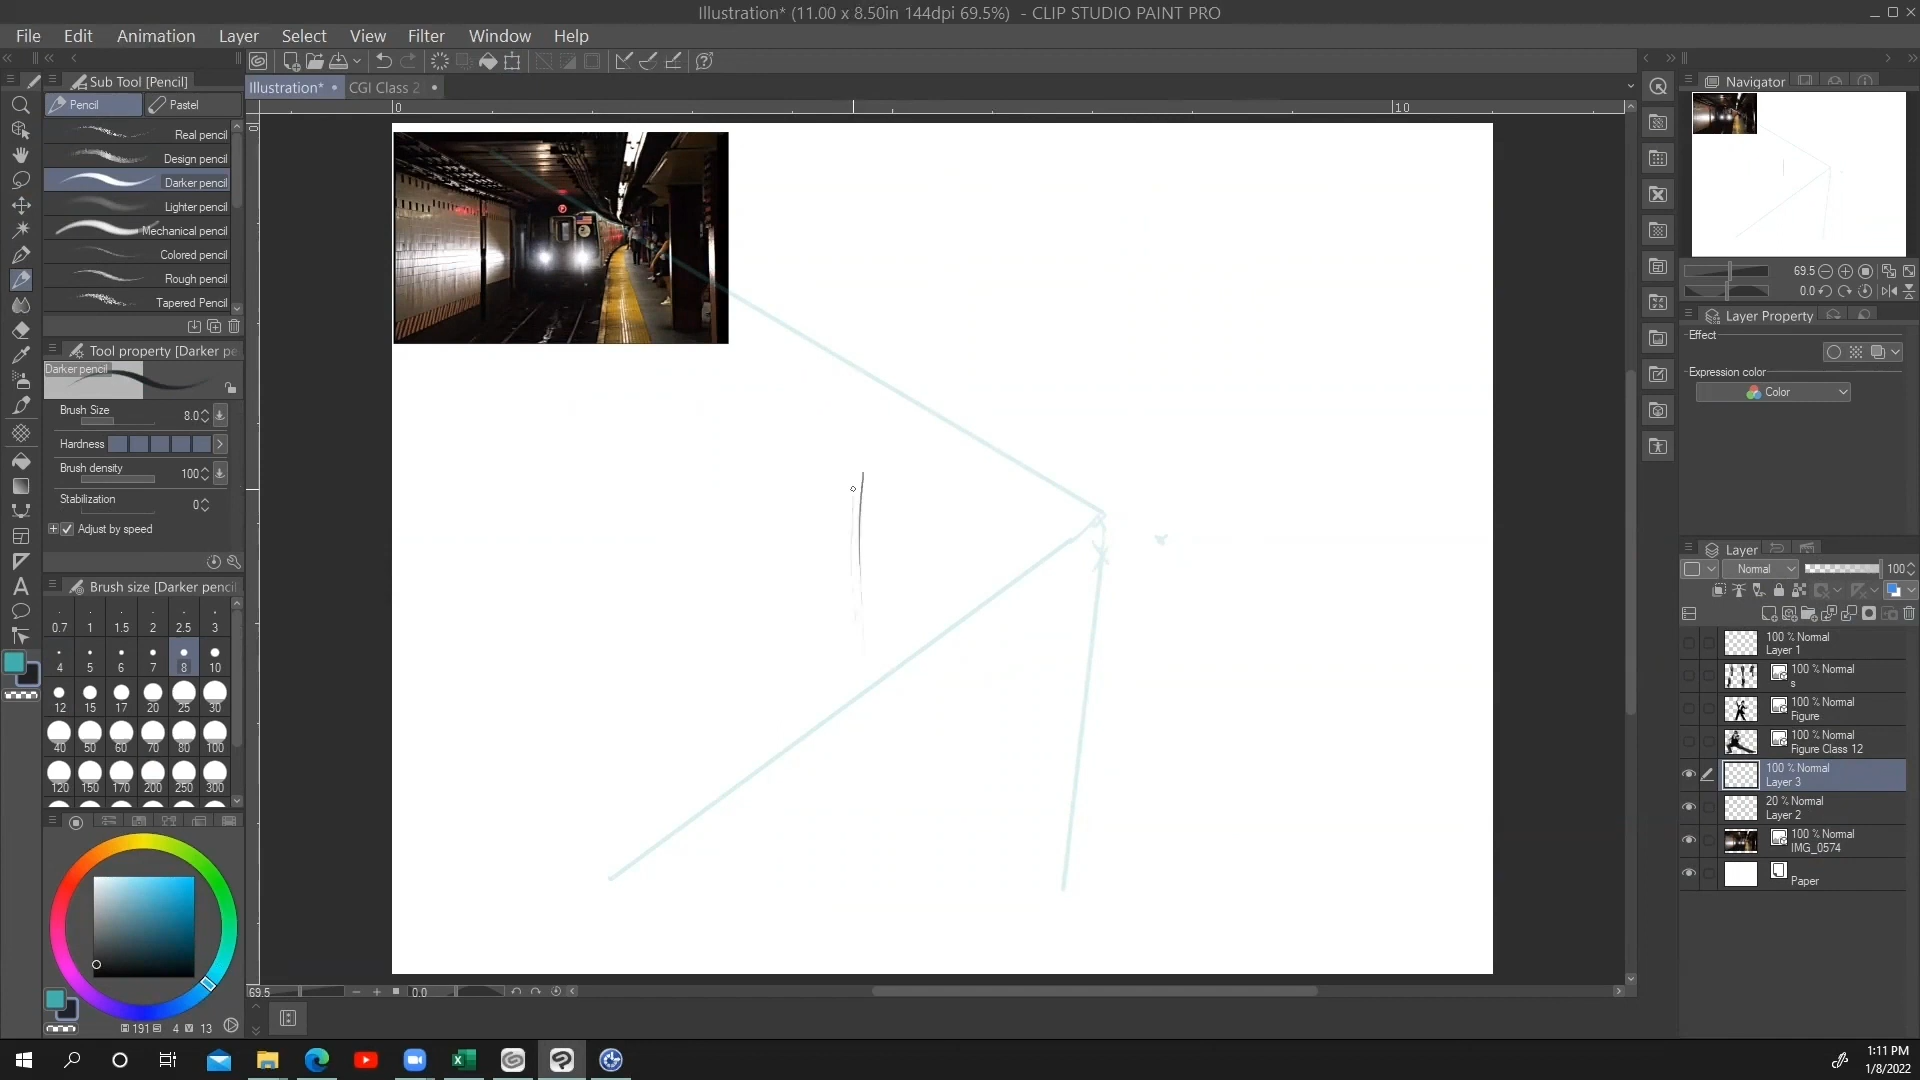 Illustration* (11.00 x 8.50in 144dpi 69.5%) - CLIP STUDIO PAINT PRO
File Edit Animation Layer Select View Filter Window Help
Sub Tool [Pencil]
Pencil Pastel
Real pencil
Design pencil
Darker pencil
Lighter pencil
Mechanical pencil
Colored pencil
Rough pencil
Tapered Pencil
Tool property [Darker pe
Darker pencil
Brush Size 8.0
Hardness
Brush density 100
Stabilization 0
Adjust by speed
Brush size [Darker pencil
0.7 1 1.5 2 2.5 3
4 5 6 7 8 10
12 15 17 20 25 30
40 50 60 70 80 100
120 150 170 200 250 300
191 4 13
Illustration* CGI Class 2
0 10
0
69.5 0.0
Navigator
69.5
0.0
Layer Property
Effect
Expression color
Color
Layer
Normal 100
100 % Normal
Layer 1
100 % Normal
s
100 % Normal
Figure
100 % Normal
Figure Class 12
100 % Normal
Layer 3
20 % Normal
Layer 2
100 % Normal
IMG_0574
Paper
1:11 PM
1/8/2022